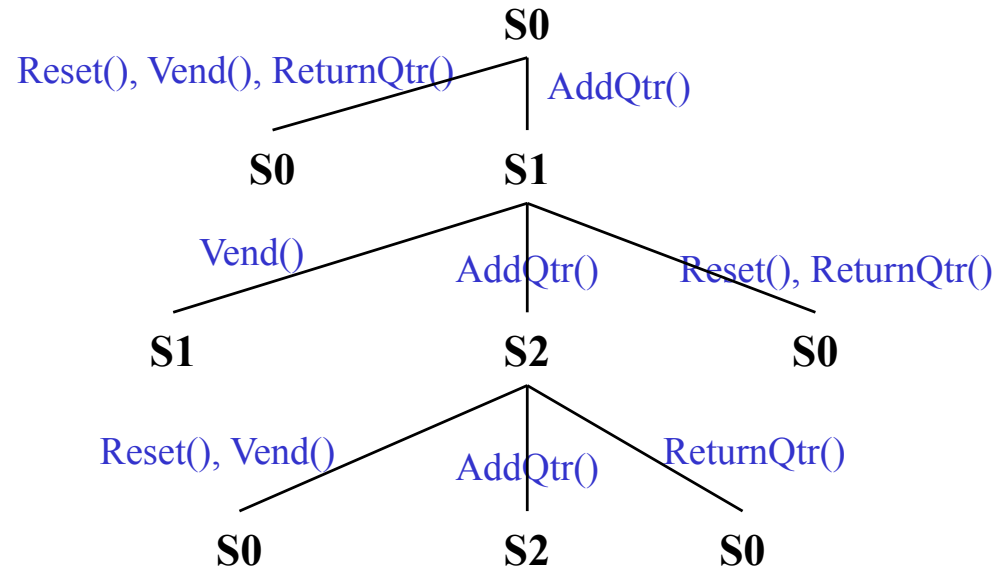 S0
Reset(), Vend(), ReturnQtr()
AddQtr()
S0
S1
Vend()
AddQtr()
Reset(), ReturnQtr()
S1
S2
S0
Reset(), Vend()
AddQtr()
ReturnQtr()
S0
S2
S0